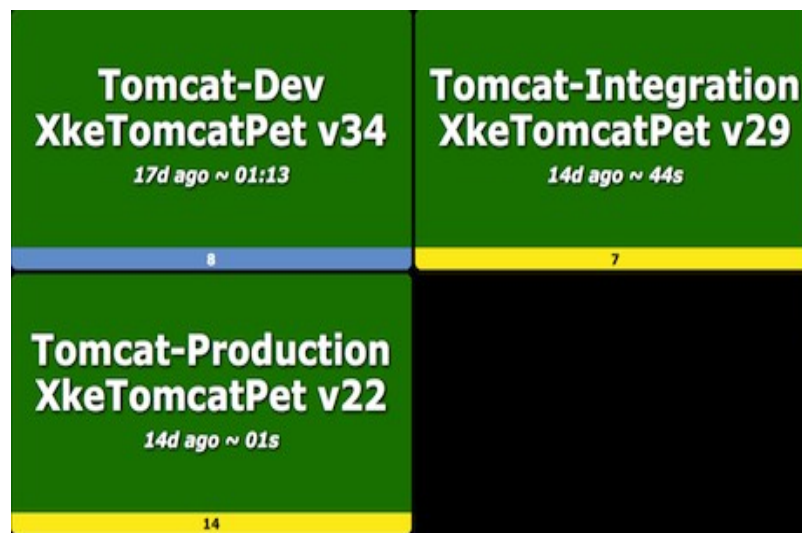 Tomcat-Dev
XkeTomcatPet v34
17d ago ~ 01:13
8
Tomcat-Integration
XkeTomcatPet v29
14d ago ~ 44s
7
Tomcat-Production
XkeTomcatPet v22
14d ago ~ 01s
14